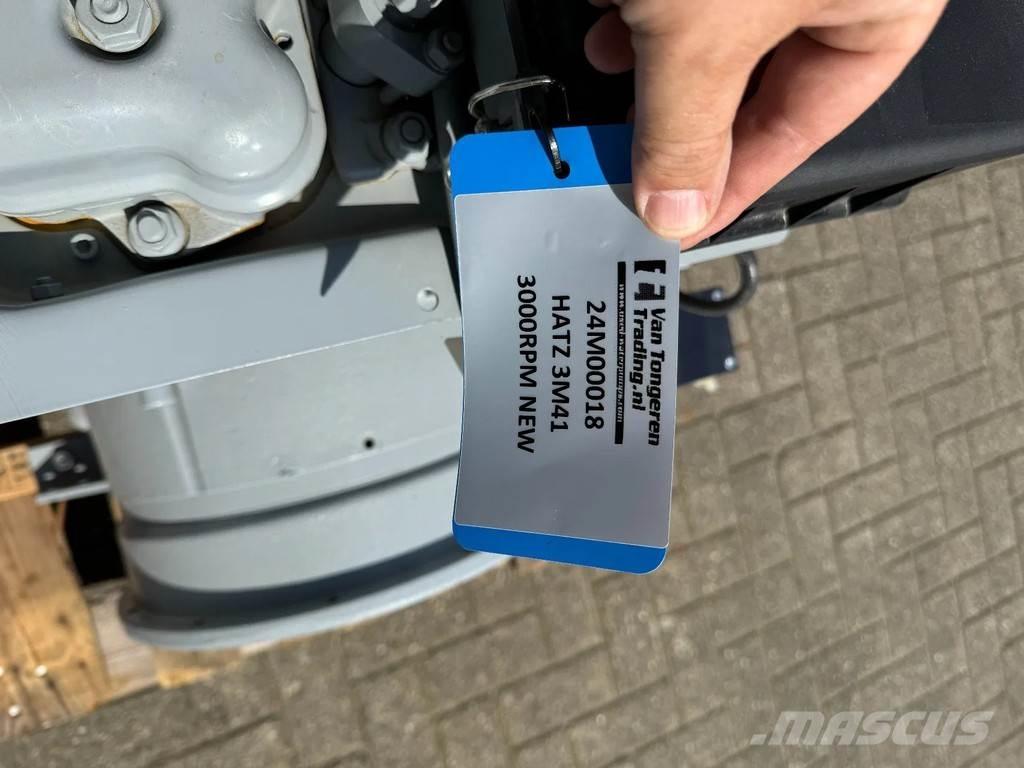 Van Tongeren
Trading.nl
24M00018
HATZ 3M41
3000RPM NEW
MASCUS